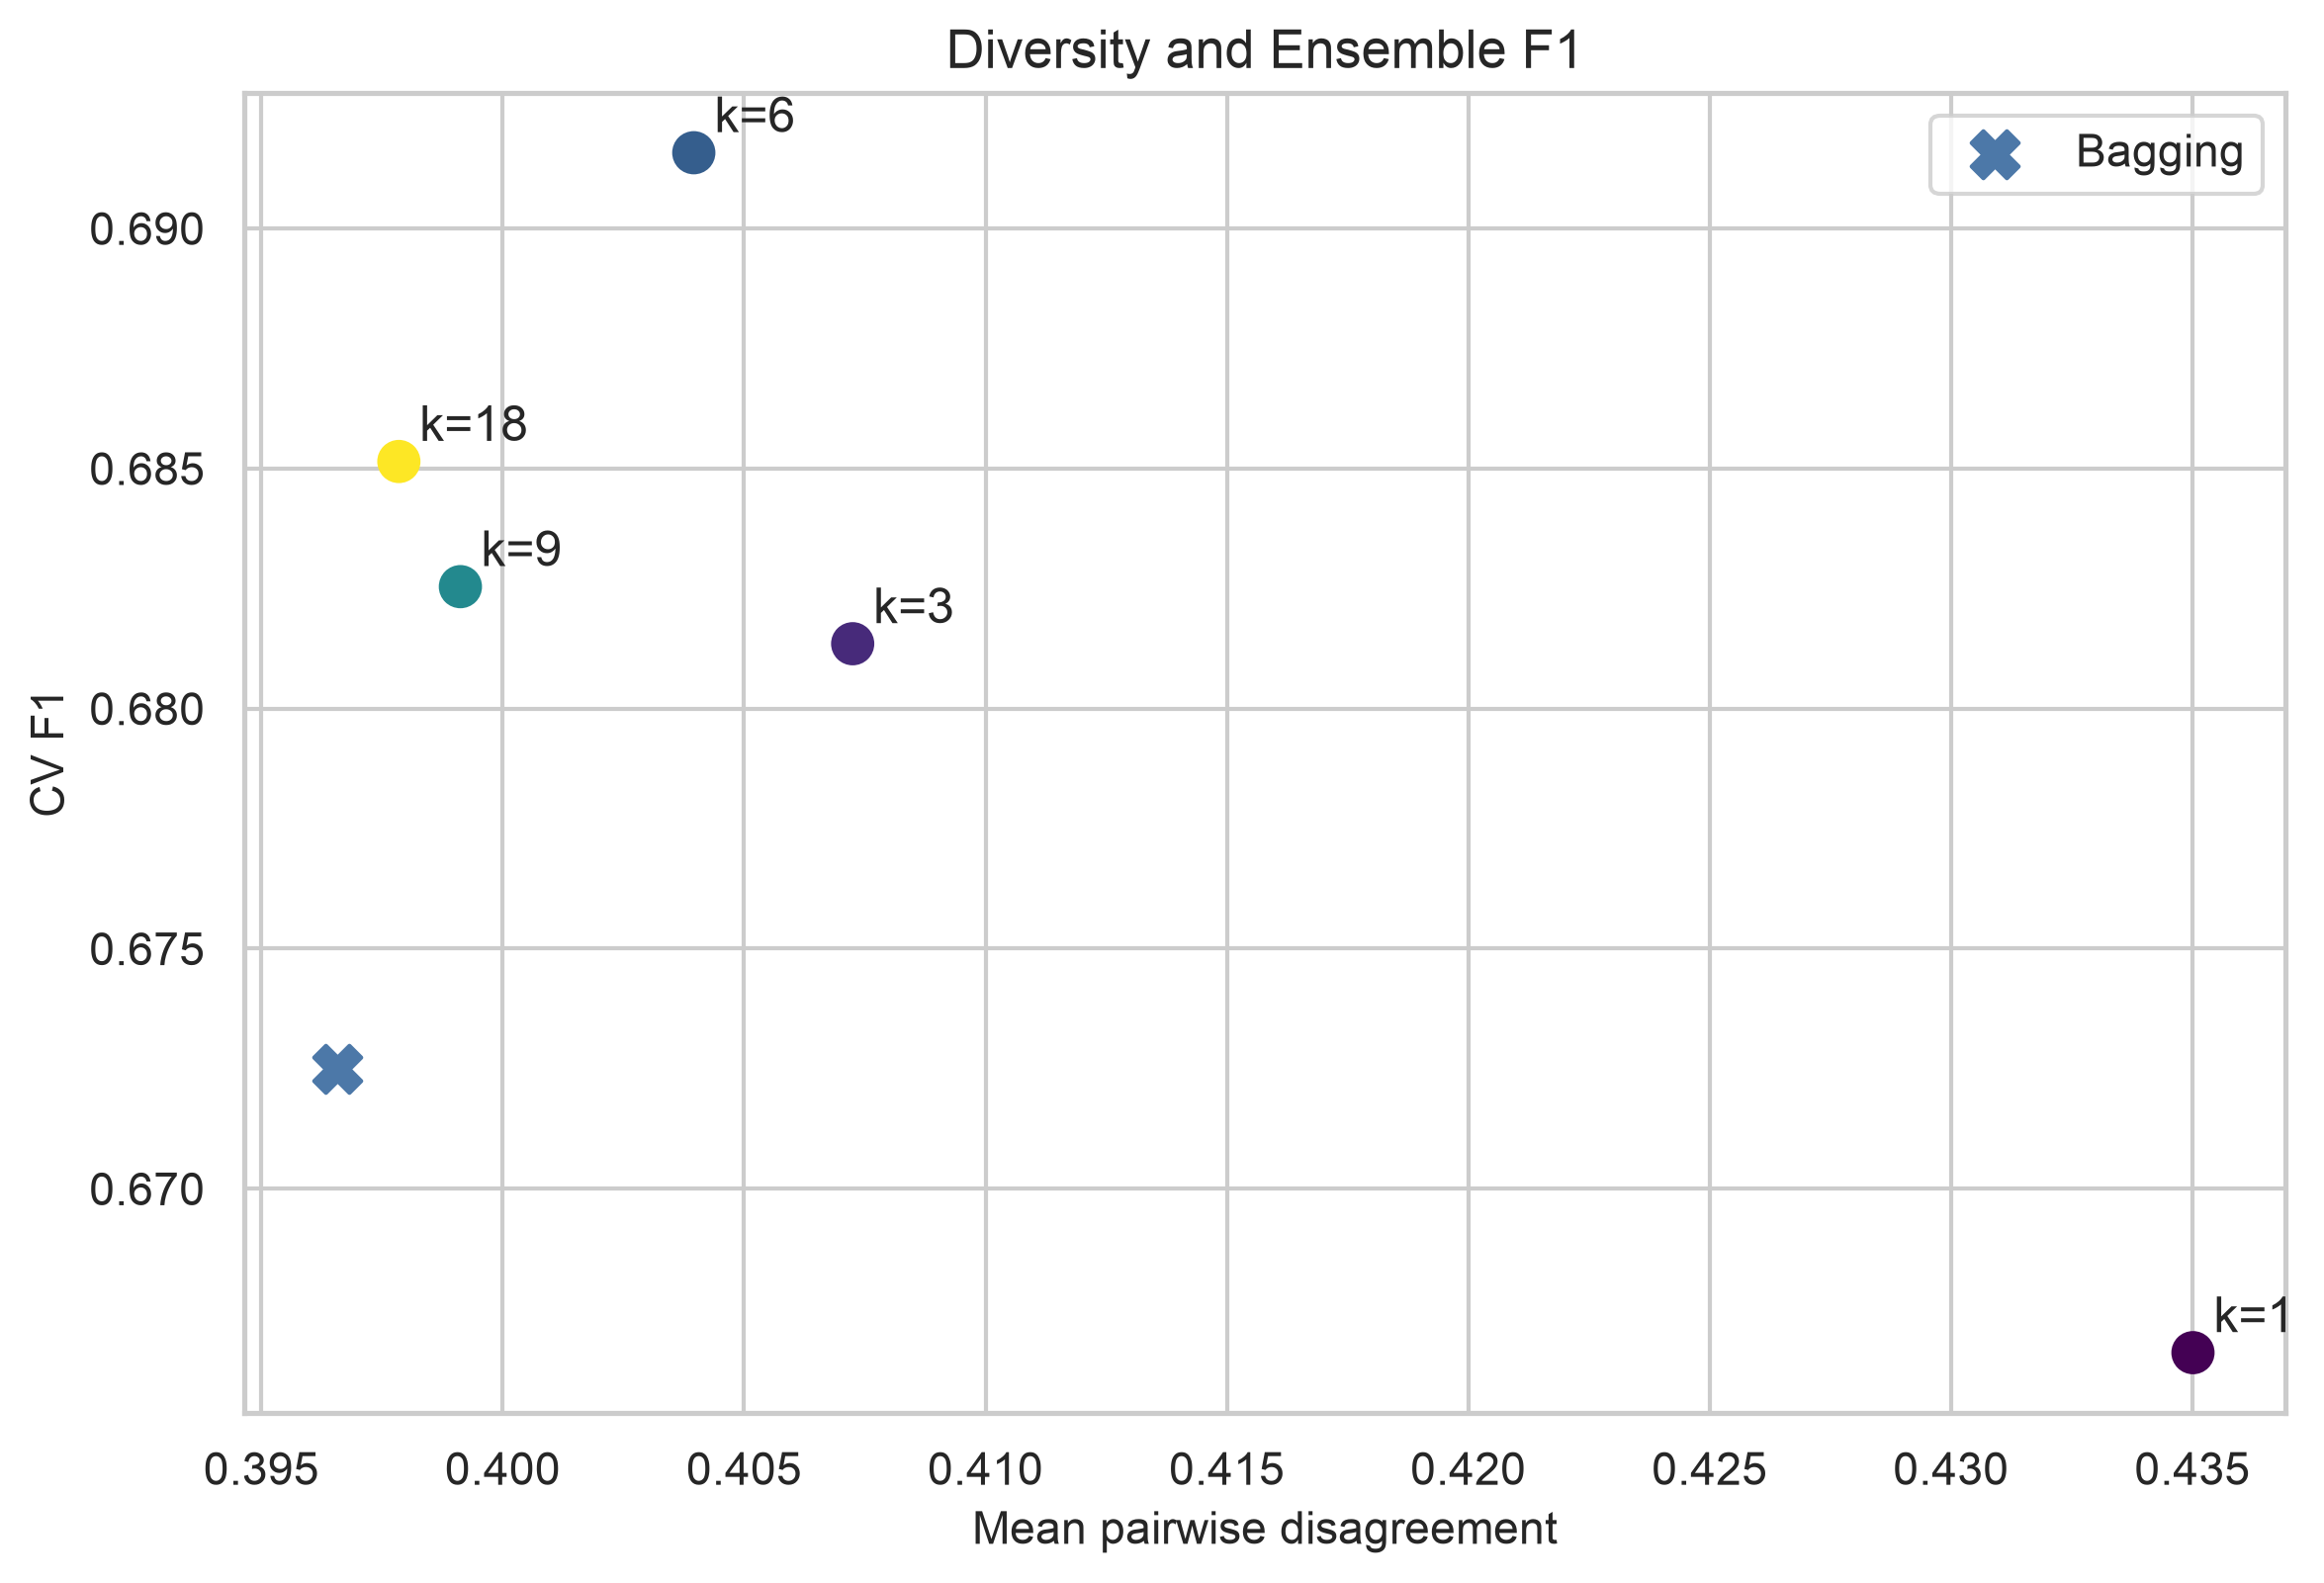 Diversity and Ensemble F1
Bagging
k=6
k=18
k=9
k=3
k=1
CV F1
0.690
0.685
0.680
0.675
0.670
0.395 0.400 0.405 0.410 0.415 0.420 0.425 0.430 0.435
Mean pairwise disagreement